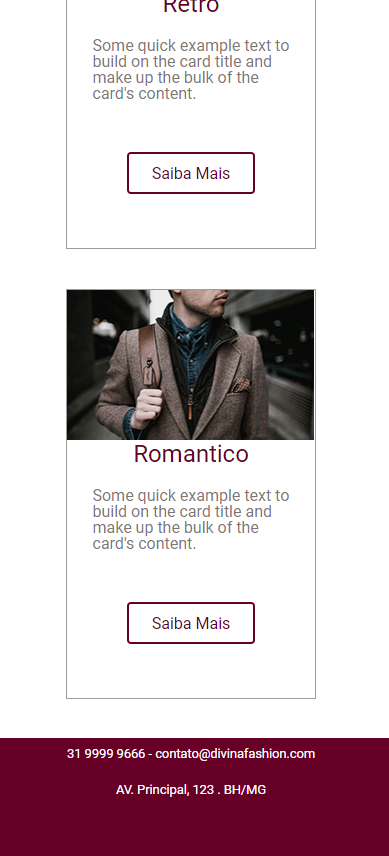 Retro
Some quick example text to
build on the card title and
make up the bulk of the
card's content.
Saiba Mais
Romantico
Some quick example text to
build on the card title and
make up the bulk of the
card's content.
Saiba Mais
31 9999 9666 - contato@divinafashion.com
AV. Principal, 123 . BH/MG